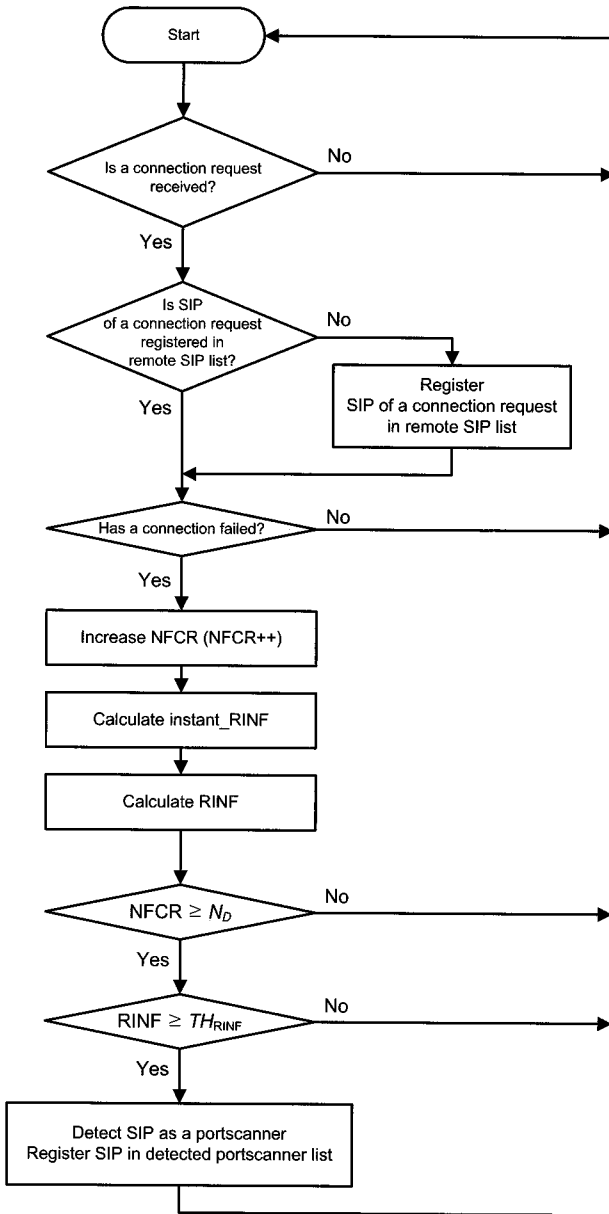 Start
Is a connection request
received?
No
Yes
Is SIP
of a connection request
registered in
remote SIP list?
No
Register
SIP of a connection request
in remote SIP list
Yes
Has a connection failed?
No
Yes
Increase NFCR (NFCR++)
Calculate instant_RINF
Calculate RINF
NFCR ≥ N_D
No
Yes
RINF ≥ TH_RINF
No
Yes
Detect SIP as a portscanner
Register SIP in detected portscanner list